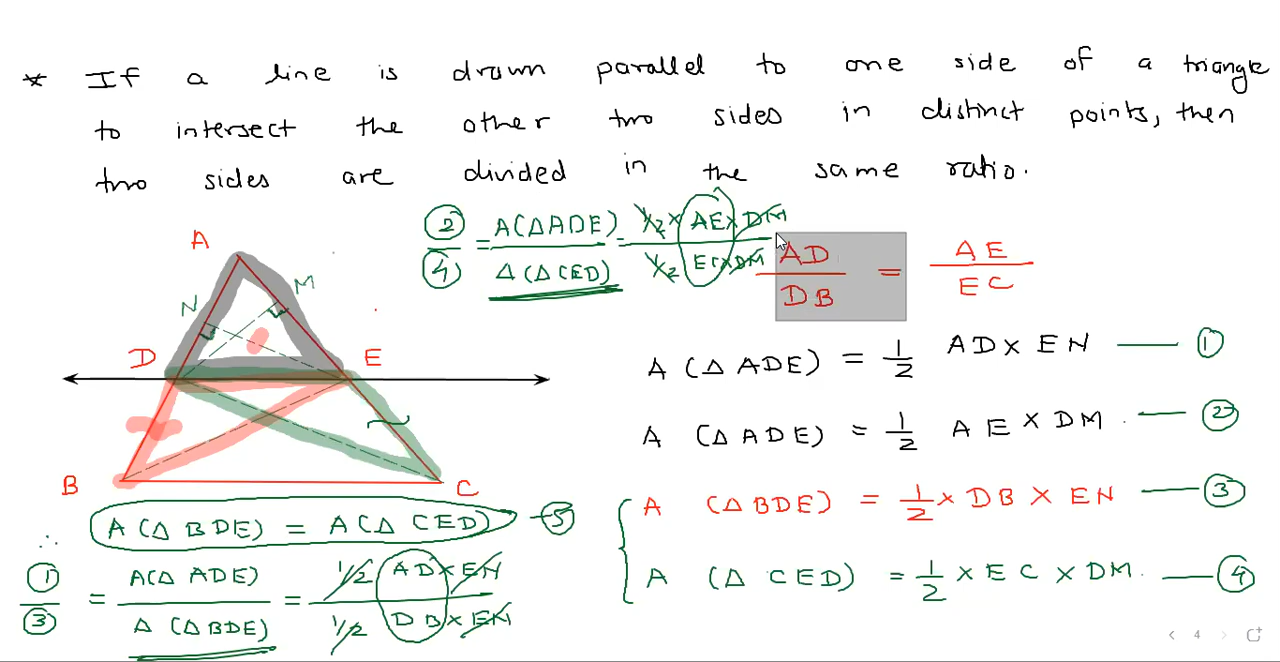 * If a line is drawn parallel to one side of a triangle
to intersect the other two sides in distinct points, then
two sides are divided in the same ratio.
② / ④ = A(△ADE) / △(△CED) = 1/2 × AE × DM / 1/2 EC × DM
AD / DB = AE / EC
A
N M
D E
B C
A (△ ADE) = 1/2 AD × EN — ①
A (△ ADE) = 1/2 AE × DM. — ②
A (△ BDE) = 1/2 × DB × EN — ③
A (△ CED) = 1/2 × EC × DM. — ④
∴ A (△ BDE) = A (△ CED) — ⑤
① / ③ = A(△ ADE) / △ (△ BDE) = 1/2 AD × EN / 1/2 DB × EN
4